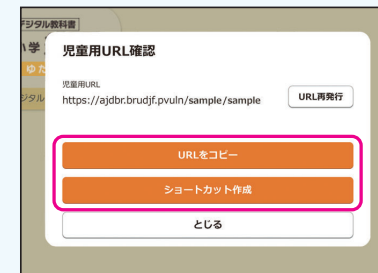 デジタル教科書
小学
ゆた
デジタル
児童用URL確認
児童用URL
https://ajdbr.brudjf.pvuln/sample/sample
URL再発行
URLをコピー
ショートカット作成
とじる